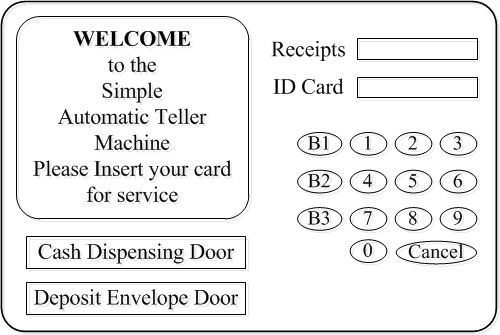 WELCOME
to the
Simple
Automatic Teller
Machine
Please Insert your card
for service
Cash Dispensing Door
Deposit Envelope Door
Receipts
ID Card
B1 1 2 3
B2 4 5 6
B3 7 8 9
0 Cancel